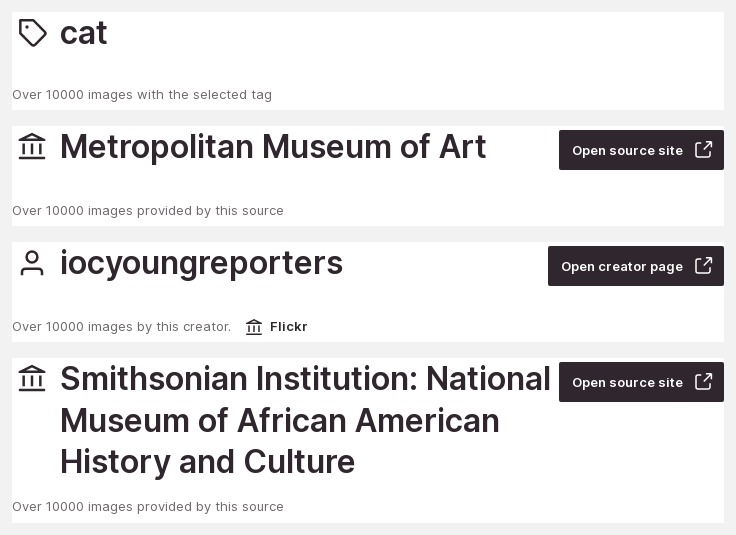 cat
Over 10000 images with the selected tag
Metropolitan Museum of Art
Open source site
Over 10000 images provided by this source
iocyoungreporters
Open creator page
Over 10000 images by this creator. Flickr
Smithsonian Institution: National
Open source site
Museum of African American
History and Culture
Over 10000 images provided by this source